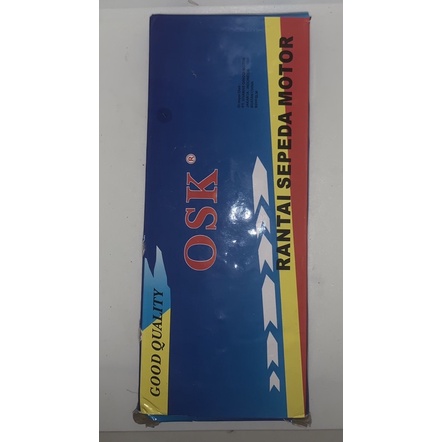 GOOD QUALITY
OSK ®
RANTAI SEPEDA MOTOR